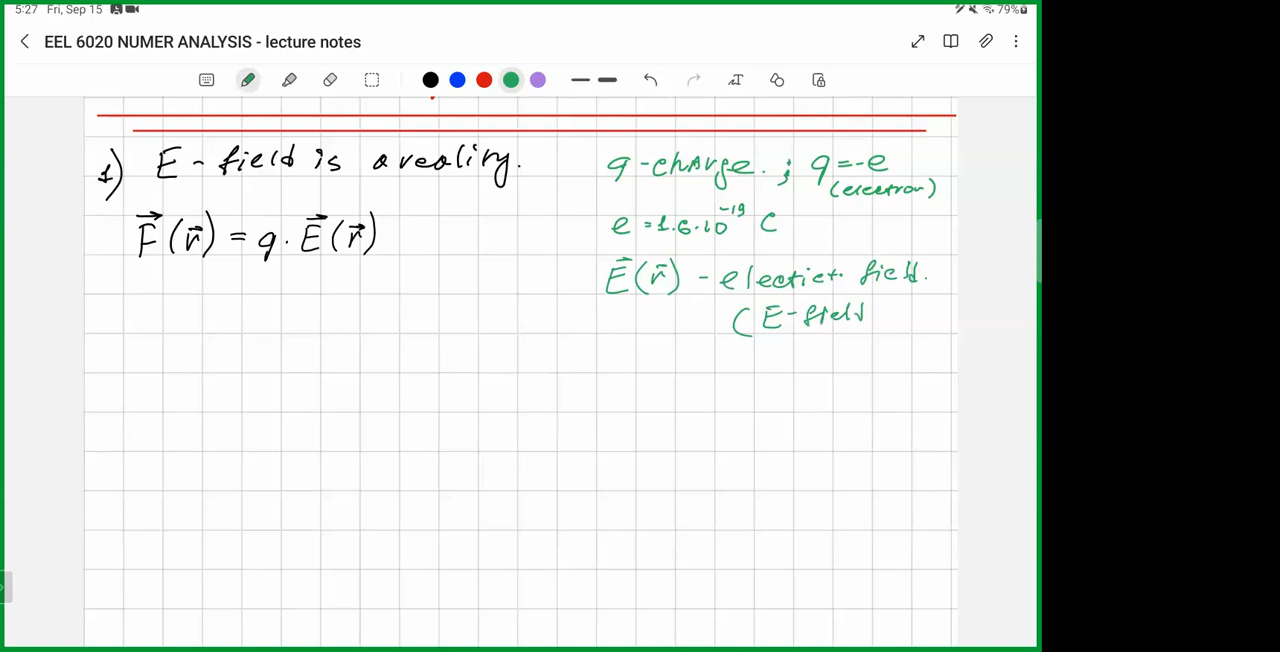 5:27 Fri, Sep 15
79%
EEL 6020 NUMER ANALYSIS - lecture notes
1) E-field is a reality.
F⃗(r⃗) = q · E⃗(r⃗)
q - charge. ; q = -e
(electron)
e = 1.6·10⁻¹⁹ C
E⃗(r⃗) - electict. field.
(E-field